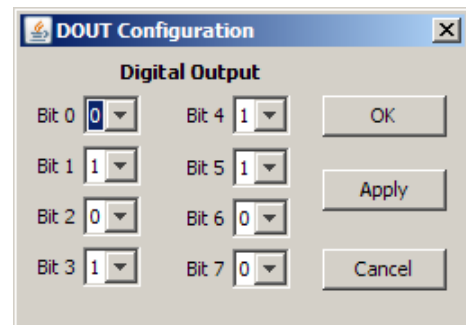 DOUT Configuration
Digital Output
Bit 0 0 Bit 4 1 OK
Bit 1 1 Bit 5 1 Apply
Bit 2 0 Bit 6 0
Bit 3 1 Bit 7 0 Cancel